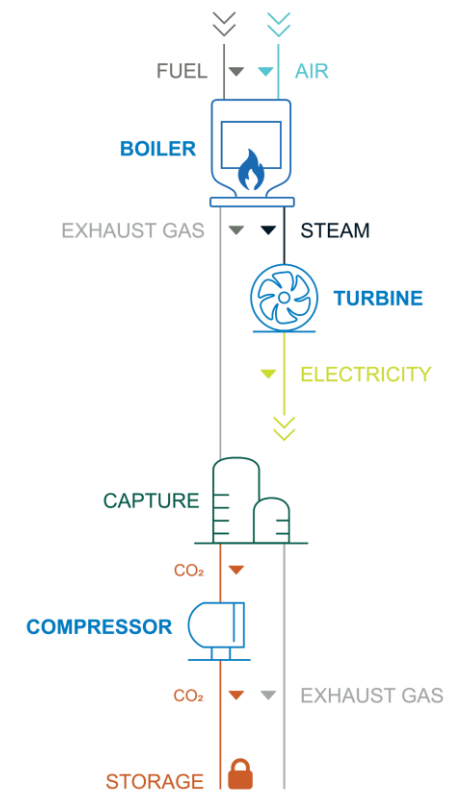 FUEL
AIR
BOILER
EXHAUST GAS
STEAM
TURBINE
ELECTRICITY
CAPTURE
CO₂
COMPRESSOR
CO₂
EXHAUST GAS
STORAGE